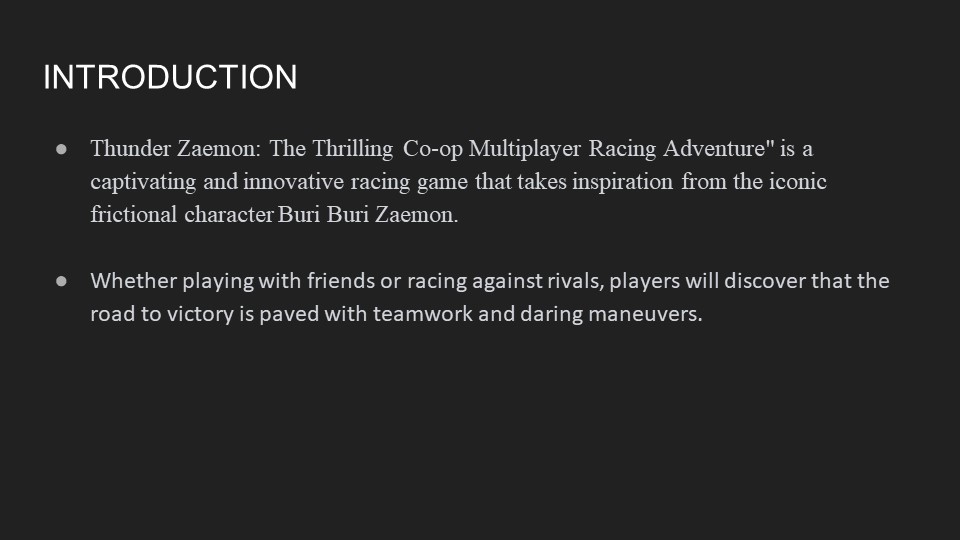 INTRODUCTION
● Thunder Zaemon: The Thrilling Co-op Multiplayer Racing Adventure" is a
captivating and innovative racing game that takes inspiration from the iconic
frictional character Buri Buri Zaemon.
● Whether playing with friends or racing against rivals, players will discover that the
road to victory is paved with teamwork and daring maneuvers.